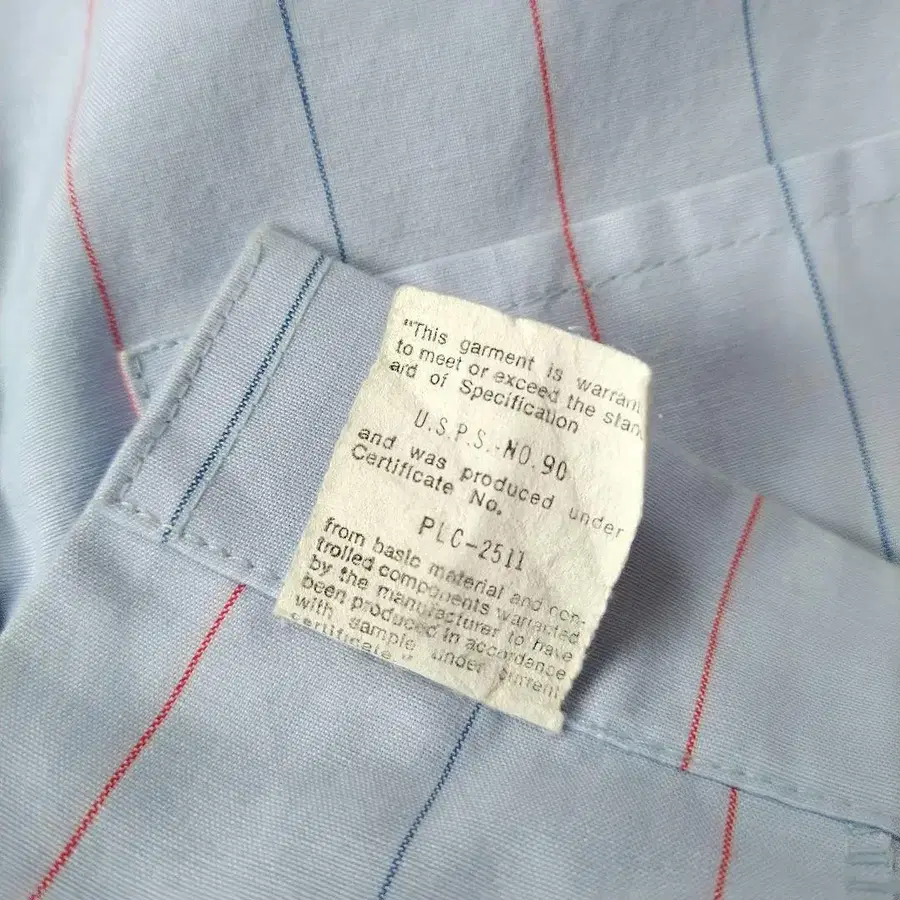 "This garment is warrant
to meet or exceed the stan
ard of Specification
U.S.P.S.-NO.90
and was produced under
Certificate No.
PLC-2511
from basic material and con-
trolled components warranted
by the manufacturer to have
been produced in accordance
with sample under current
certificate."